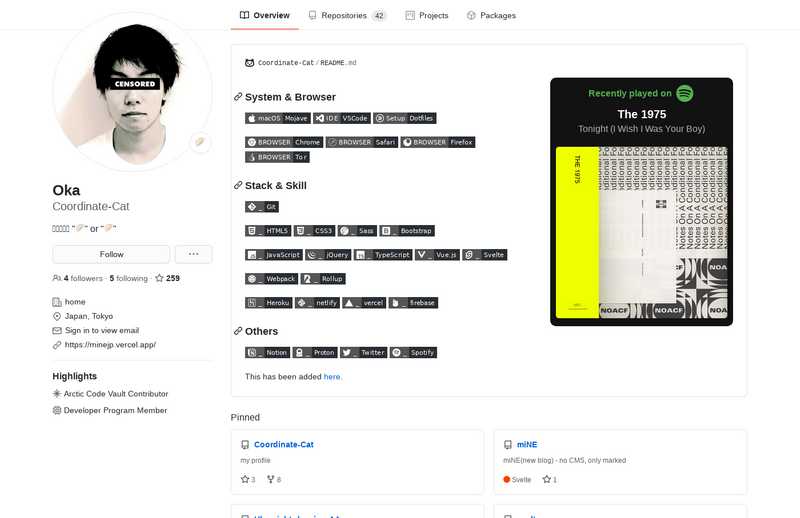 Overview
Repositories 42
Projects
Packages
CENSORED
Oka
Coordinate-Cat
"🥟" or "🥟"
Follow
4 followers · 5 following · 259
home
Japan, Tokyo
Sign in to view email
https://minejp.vercel.app/
Highlights
Arctic Code Vault Contributor
Developer Program Member
Coordinate-Cat/README.md
System & Browser
macOS Mojave
IDE VSCode
Setup Dotfiles
BROWSER Chrome
BROWSER Safari
BROWSER Firefox
BROWSER Tor
Stack & Skill
_ Git
_ HTML5
_ CSS3
_ Sass
_ Bootstrap
_ JavaScript
_ jQuery
_ TypeScript
_ Vue.js
_ Svelte
_ Webpack
_ Rollup
_ Heroku
_ netlify
_ vercel
_ firebase
Others
_ Notion
_ Proton
_ Twitter
_ Spotify
This has been added here.
Recently played on
The 1975
Tonight (I Wish I Was Your Boy)
THE 1975
Notes On A Conditional Form
NOACF
NOACF
NOACF
Pinned
Coordinate-Cat
my profile
3
8
miNE
miNE(new blog) - no CMS, only marked
Svelte
1